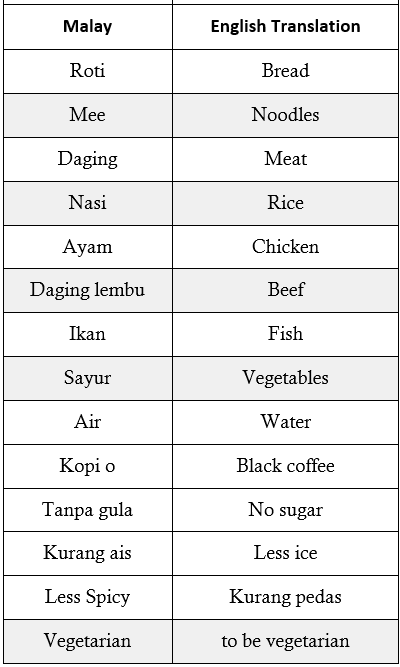 Malay English Translation
Roti Bread
Mee Noodles
Daging Meat
Nasi Rice
Ayam Chicken
Daging lembu Beef
Ikan Fish
Sayur Vegetables
Air Water
Kopi o Black coffee
Tanpa gula No sugar
Kurang ais Less ice
Less Spicy Kurang pedas
Vegetarian to be vegetarian